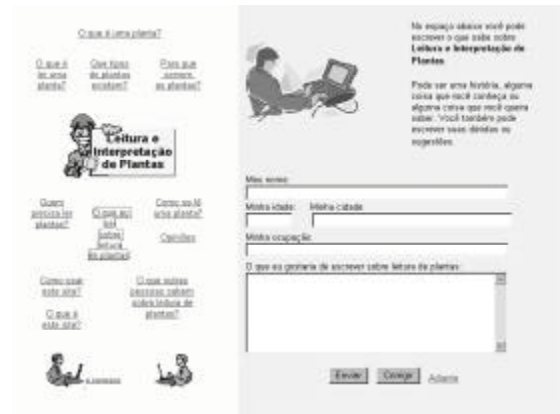 O que é uma planta?
O que é
ler uma
planta?
Que tipos
de plantas
existem?
Para que
servem
as plantas?
Leitura e
Interpretação
de Plantas
Quem
precisa ler
plantas?
O que eu
sei
sobre
leitura
de plantas
Como se lê
uma planta?
Opiniões
Como usar
este site?
O que é
este site?
O que outras
pessoas sabem
sobre leitura de
plantas?
No espaço abaixo você pode
escrever o que sabe sobre
Leitura e Interpretação de
Plantas
Pode ser uma história, alguma
coisa que você conheça ou
alguma coisa que você queira
saber. Você também pode
escrever suas dúvidas ou
sugestões.
Meu nome:
Minha idade: Minha cidade:
Minha ocupação:
O que eu gostaria de escrever sobre leitura de plantas:
Enviar Corrigir Adiante